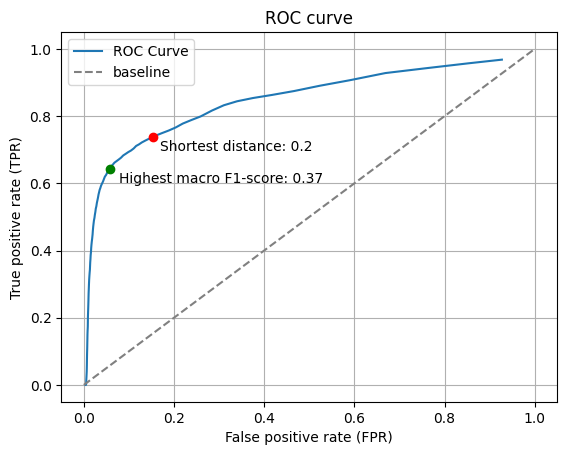 ROC curve
ROC Curve
baseline
Shortest distance: 0.2
Highest macro F1-score: 0.37
True positive rate (TPR)
1.0
0.8
0.6
0.4
0.2
0.0
0.0 0.2 0.4 0.6 0.8 1.0
False positive rate (FPR)